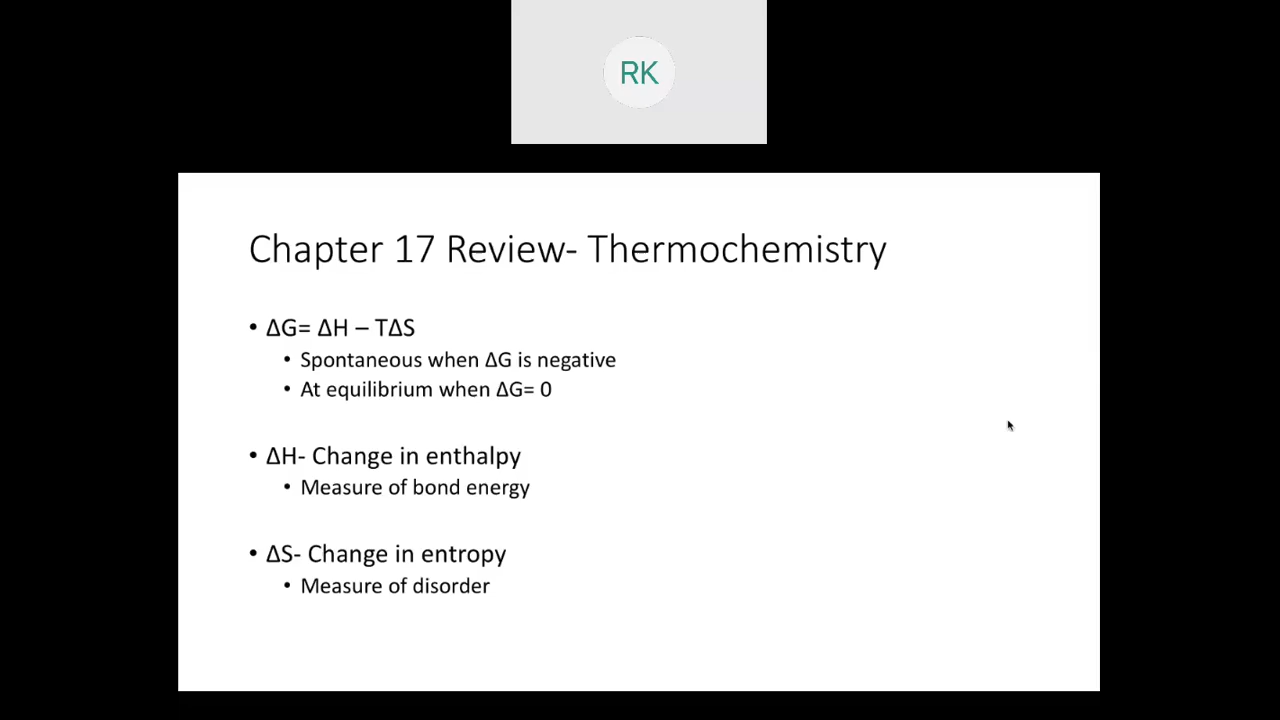 RK
Chapter 17 Review- Thermochemistry
• ΔG= ΔH – TΔS
• Spontaneous when ΔG is negative
• At equilibrium when ΔG= 0
• ΔH- Change in enthalpy
• Measure of bond energy
• ΔS- Change in entropy
• Measure of disorder